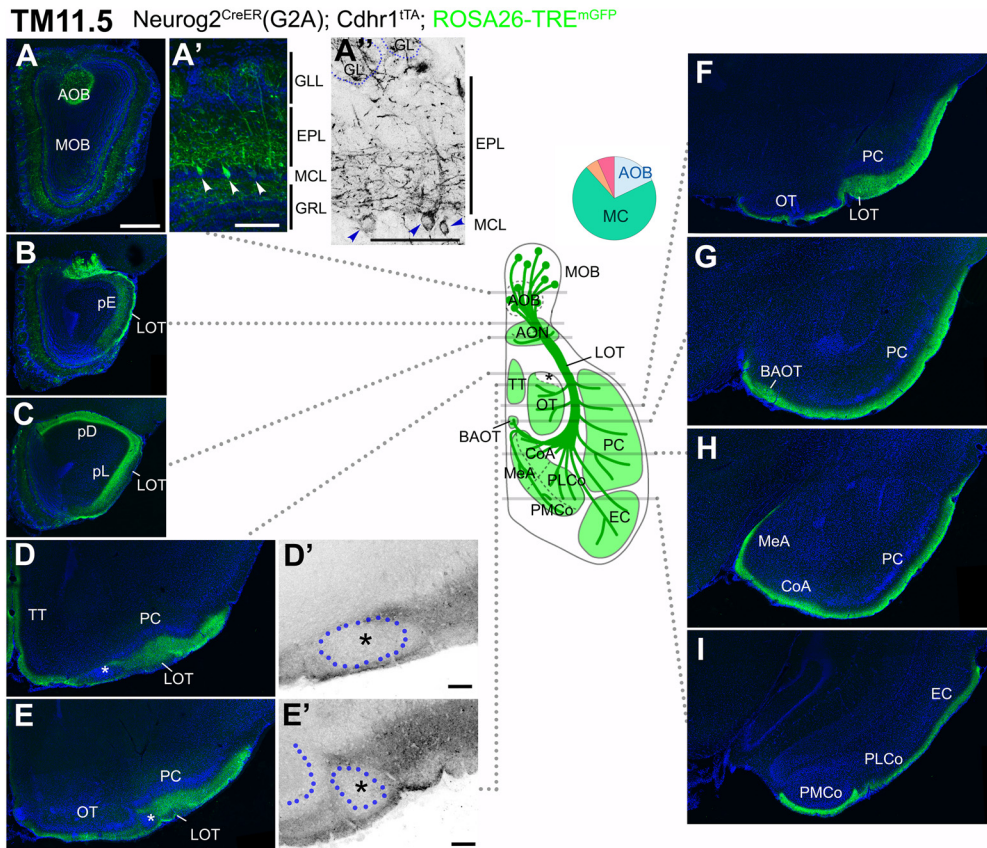 TM11.5 Neurog2CreER(G2A); Cdhr1tTA; ROSA26-TREmGFP
A
AOB
MOB
A'
GLL
EPL
MCL
GRL
A''
GL
GL
EPL
MCL
B
pE
LOT
C
pD
pL
LOT
D
TT
PC
*
LOT
D'
*
E
PC
OT
*
LOT
E'
*
AOB
MC
MOB
AOB
AON
LOT
*
TT
OT
BAOT
PC
CoA
MeA
PLCo
PMCo
EC
F
PC
OT
LOT
G
PC
BAOT
H
MeA
PC
CoA
I
EC
PLCo
PMCo